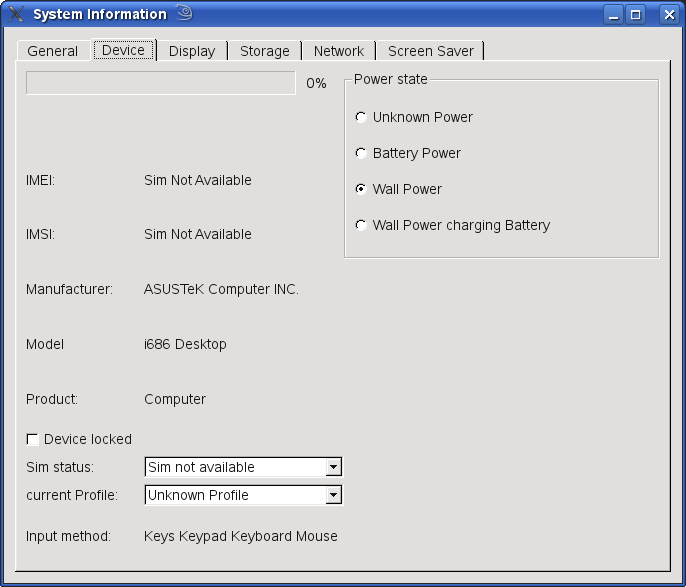 System Information
General Device Display Storage Network Screen Saver
0%
Power state
Unknown Power
Battery Power
Wall Power
Wall Power charging Battery
IMEI: Sim Not Available
IMSI: Sim Not Available
Manufacturer: ASUSTeK Computer INC.
Model i686 Desktop
Product: Computer
Device locked
Sim status: Sim not available
current Profile: Unknown Profile
Input method: Keys Keypad Keyboard Mouse